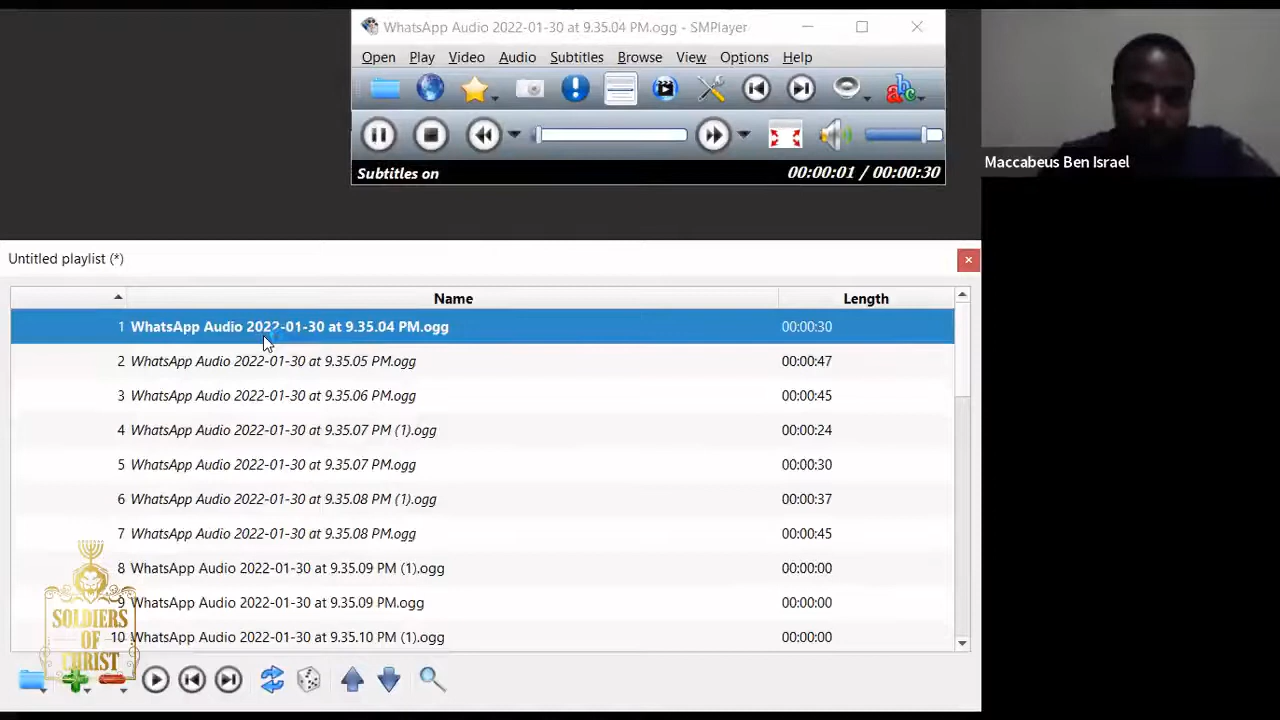 WhatsApp Audio 2022-01-30 at 9.35.04 PM.ogg - SMPlayer
Open Play Video Audio Subtitles Browse View Options Help
abc
Subtitles on 00:00:01 / 00:00:30
Maccabeus Ben Israel
Untitled playlist (*)
Name Length
1 WhatsApp Audio 2022-01-30 at 9.35.04 PM.ogg 00:00:30
2 WhatsApp Audio 2022-01-30 at 9.35.05 PM.ogg 00:00:47
3 WhatsApp Audio 2022-01-30 at 9.35.06 PM.ogg 00:00:45
4 WhatsApp Audio 2022-01-30 at 9.35.07 PM (1).ogg 00:00:24
5 WhatsApp Audio 2022-01-30 at 9.35.07 PM.ogg 00:00:30
6 WhatsApp Audio 2022-01-30 at 9.35.08 PM (1).ogg 00:00:37
7 WhatsApp Audio 2022-01-30 at 9.35.08 PM.ogg 00:00:45
8 WhatsApp Audio 2022-01-30 at 9.35.09 PM (1).ogg 00:00:00
9 WhatsApp Audio 2022-01-30 at 9.35.09 PM.ogg 00:00:00
10 WhatsApp Audio 2022-01-30 at 9.35.10 PM (1).ogg 00:00:00
SOLDIERS
OF
CHRIST